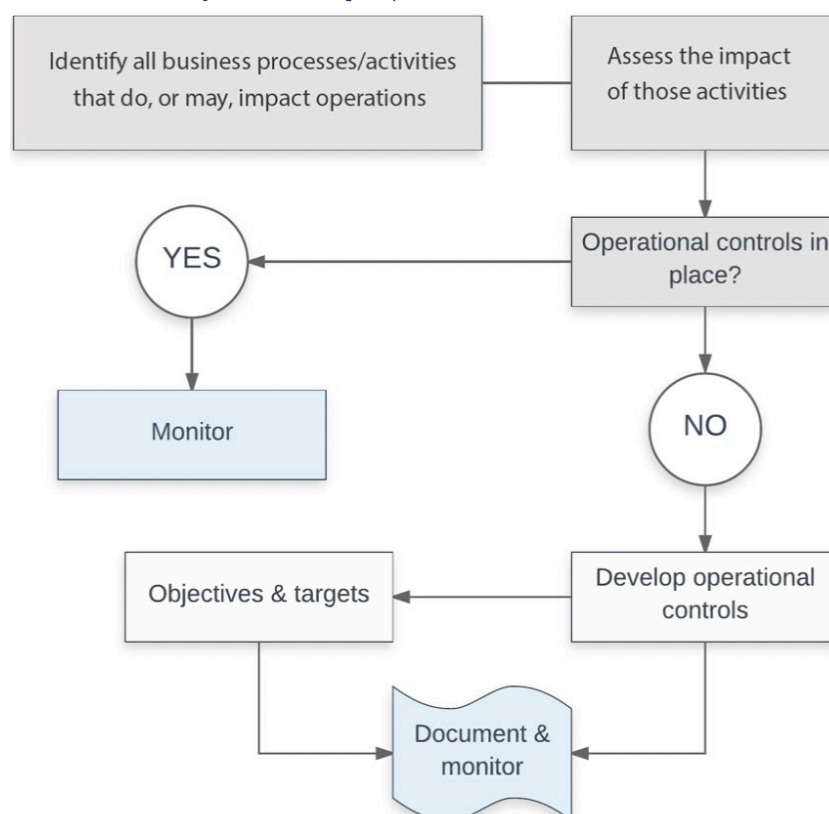 Identify all business processes/activities
that do, or may, impact operations
Assess the impact
of those activities
Operational controls in
place?
YES
NO
Monitor
Develop operational
controls
Objectives & targets
Document &
monitor